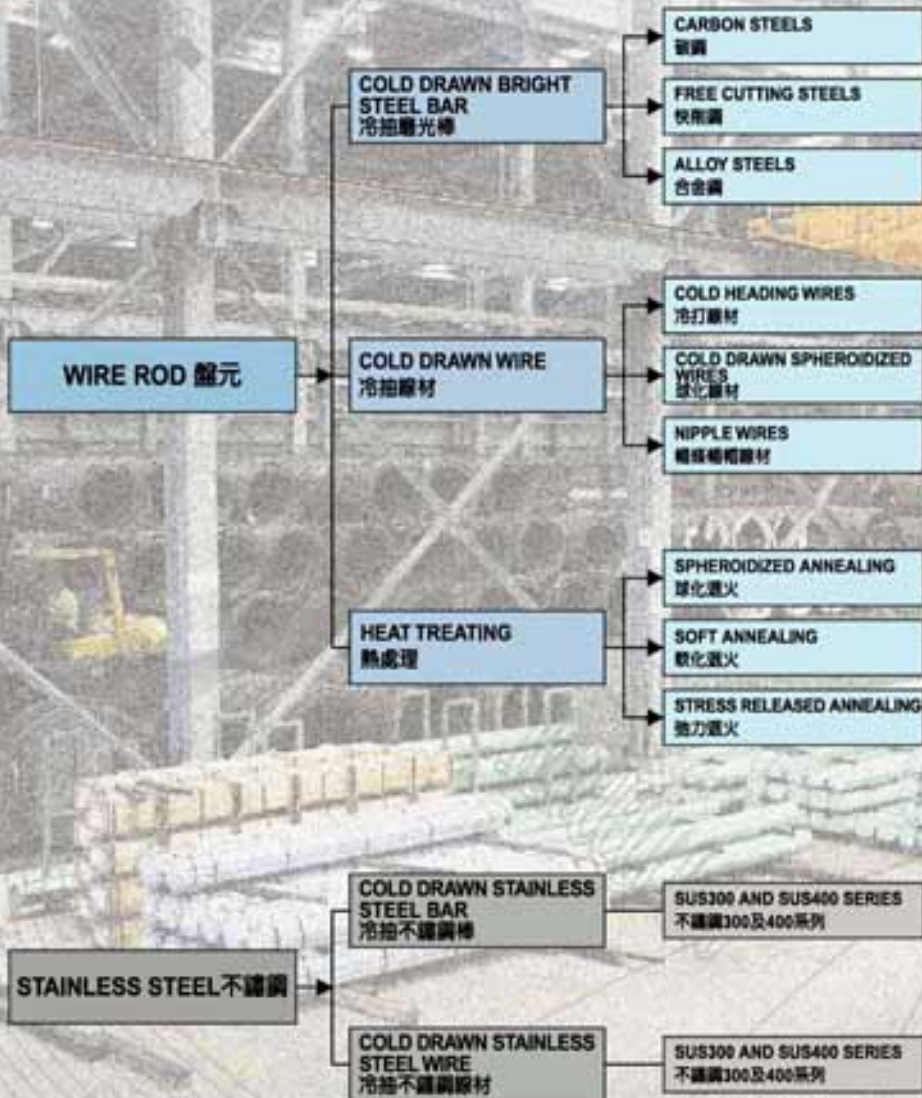 WIRE ROD 盤元
COLD DRAWN BRIGHT
STEEL BAR
冷抽磨光棒
CARBON STEELS
碳鋼
FREE CUTTING STEELS
快削鋼
ALLOY STEELS
合金鋼
COLD DRAWN WIRE
冷抽線材
COLD HEADING WIRES
冷打線材
COLD DRAWN SPHEROIDIZED
WIRES
球化線材
NIPPLE WIRES
線材
HEAT TREATING
熱處理
SPHEROIDIZED ANNEALING
球化退火
SOFT ANNEALING
軟化退火
STRESS RELEASED ANNEALING
力退火
STAINLESS STEEL不鏽鋼
COLD DRAWN STAINLESS
STEEL BAR
冷抽不鏽鋼棒
SUS300 AND SUS400 SERIES
不鏽鋼300及400系列
COLD DRAWN STAINLESS
STEEL WIRE
冷抽不鏽鋼線材
SUS300 AND SUS400 SERIES
不鏽鋼300及400系列